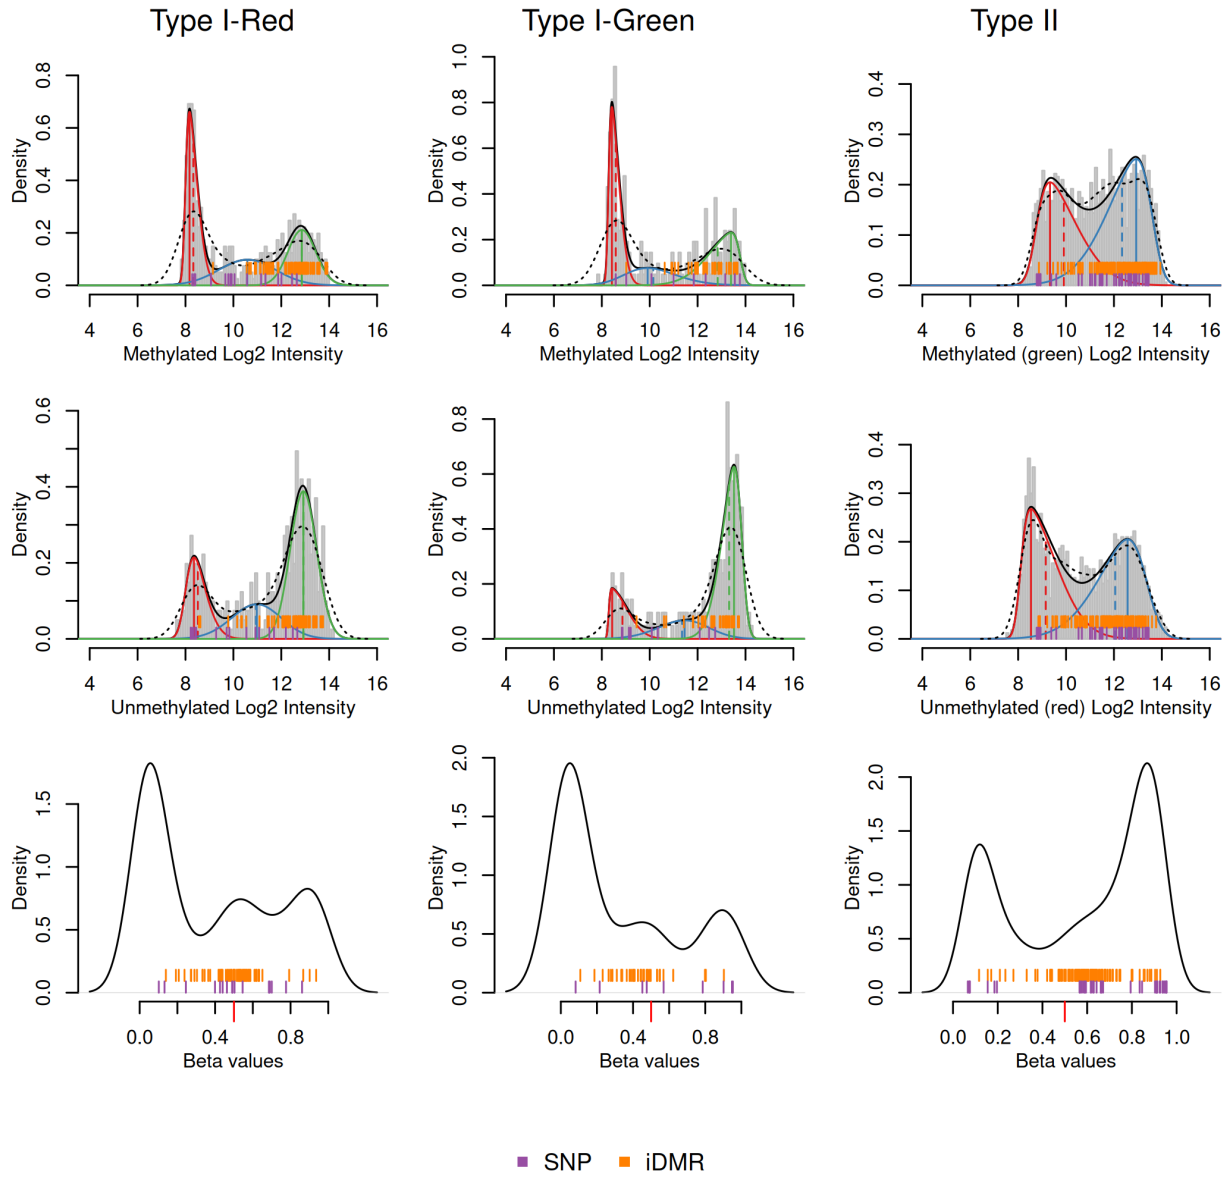 Type I-Red Type I-Green Type II
Density
0.0 0.2 0.4 0.6 0.8
4 6 8 10 12 14 16
Methylated Log2 Intensity
Density
0.0 0.2 0.4 0.6 0.8 1.0
4 6 8 10 12 14 16
Methylated Log2 Intensity
Density
0.0 0.1 0.2 0.3 0.4
4 6 8 10 12 14 16
Methylated (green) Log2 Intensity
Density
0.0 0.2 0.4 0.6
4 6 8 10 12 14 16
Unmethylated Log2 Intensity
Density
0.0 0.2 0.4 0.6 0.8
4 6 8 10 12 14 16
Unmethylated Log2 Intensity
Density
0.0 0.1 0.2 0.3 0.4
4 6 8 10 12 14 16
Unmethylated (red) Log2 Intensity
Density
0.0 0.5 1.0 1.5
0.0 0.4 0.8
Beta values
Density
0.0 0.5 1.0 1.5 2.0
0.0 0.4 0.8
Beta values
Density
0.0 0.5 1.0 1.5 2.0
0.0 0.2 0.4 0.6 0.8 1.0
Beta values
SNP iDMR